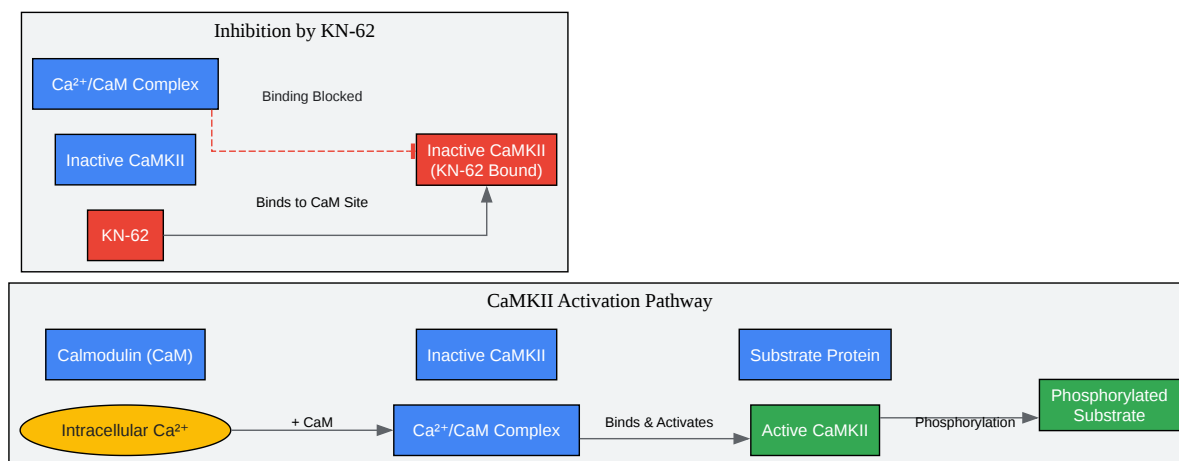 Inhibition by KN-62
Ca²⁺/CaM Complex
Binding Blocked
Inactive CaMKII
Inactive CaMKII
(KN-62 Bound)
Binds to CaM Site
KN-62
CaMKII Activation Pathway
Calmodulin (CaM)
Inactive CaMKII
Substrate Protein
Intracellular Ca²⁺
+ CaM
Ca²⁺/CaM Complex
Binds & Activates
Active CaMKII
Phosphorylation
Phosphorylated
Substrate